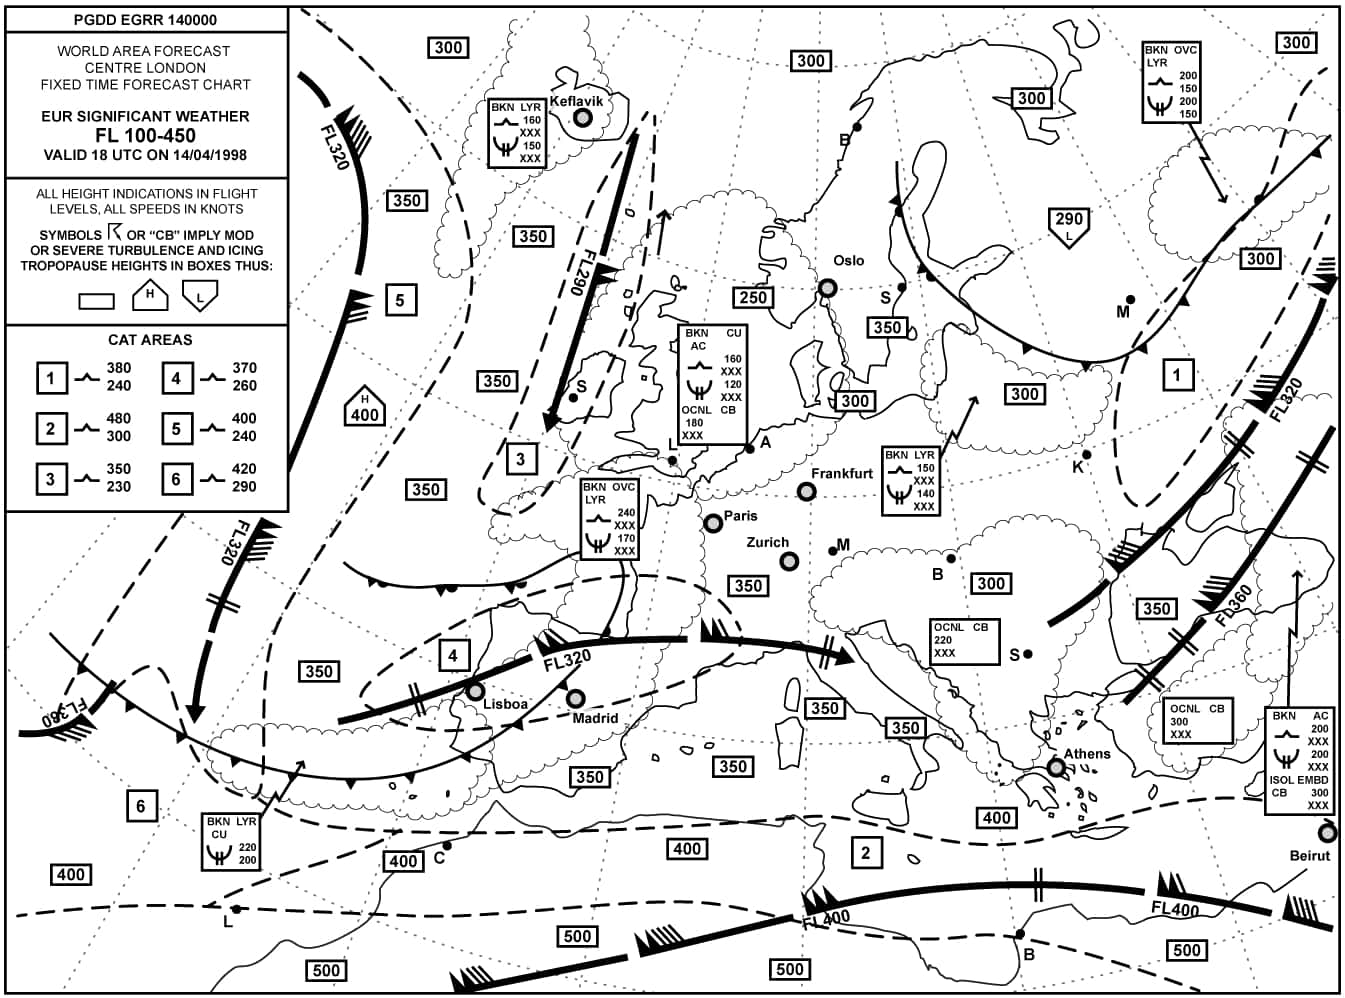 PGDD EGRR 140000
WORLD AREA FORECAST
CENTRE LONDON
FIXED TIME FORECAST CHART
EUR SIGNIFICANT WEATHER
FL 100-450
VALID 18 UTC ON 14/04/1998
ALL HEIGHT INDICATIONS IN FLIGHT
LEVELS, ALL SPEEDS IN KNOTS
SYMBOLS OR “CB” IMPLY MOD
OR SEVERE TURBULENCE AND ICING
TROPOPAUSE HEIGHTS IN BOXES THUS:
H
L
CAT AREAS
1 380
240
4 370
260
2 480
300
5 400
240
3 350
230
6 420
290
300
300
300
300
BKN OVC
LYR
200
150
200
150
BKN LYR
160
XXX
150
XXX
Keflavik
FL320
B
350
350
290
L
300
FL290
Oslo
5
250
S
350
M
BKN CU
AC
160
XXX
120
XXX
OCNL CB
180
XXX
350
S
H
400
300
300
1
FL320
3
L
A
350
Frankfurt
BKN LYR
150
XXX
140
XXX
K
BKN OVC
LYR
240
XXX
170
XXX
Paris
Zurich
M
FL320
B
350
300
350
FL360
OCNL CB
220
XXX
S
4
FL320
350
Lisboa
Madrid
FL360
350
350
OCNL CB
300
XXX
BKN AC
200
XXX
200
XXX
ISOL EMBD
CB 300
XXX
Athens
350
350
6
400
BKN LYR
CU
220
200
Beirut
C
400
400
2
400
L
FL400
FL400
500
B
500
500
500